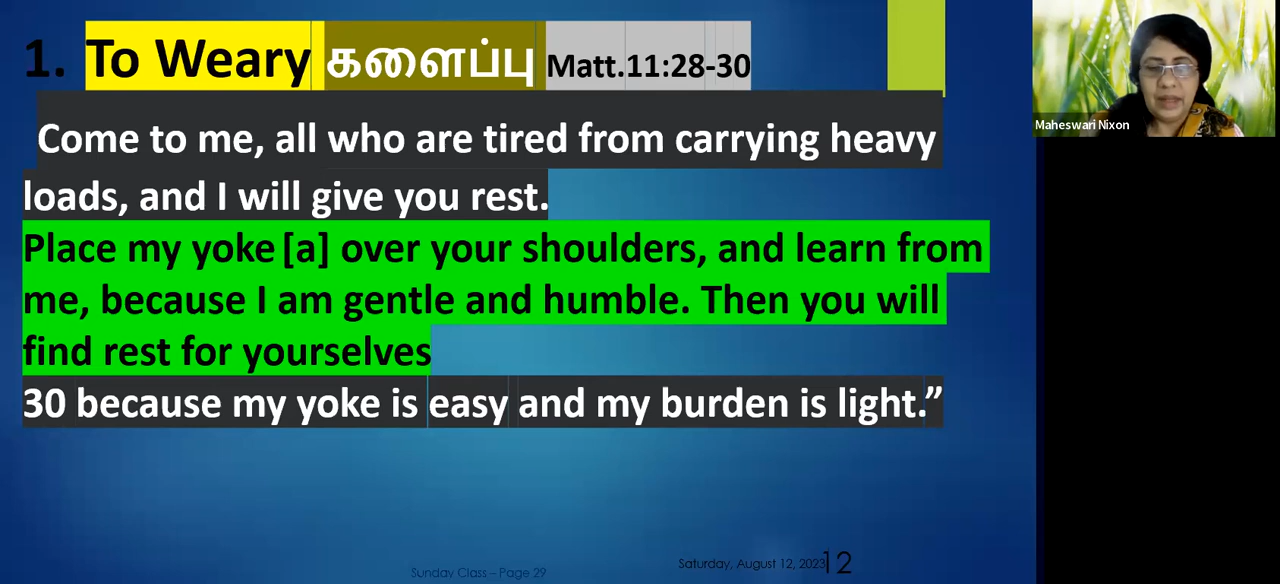 1. To Weary களைப்பு Matt.11:28-30
Come to me, all who are tired from carrying heavy
loads, and I will give you rest.
Place my yoke [a] over your shoulders, and learn from
me, because I am gentle and humble. Then you will
find rest for yourselves
30 because my yoke is easy and my burden is light.”
Sunday Class – Page 29
Saturday, August 12, 2023
12
Maheswari Nixon